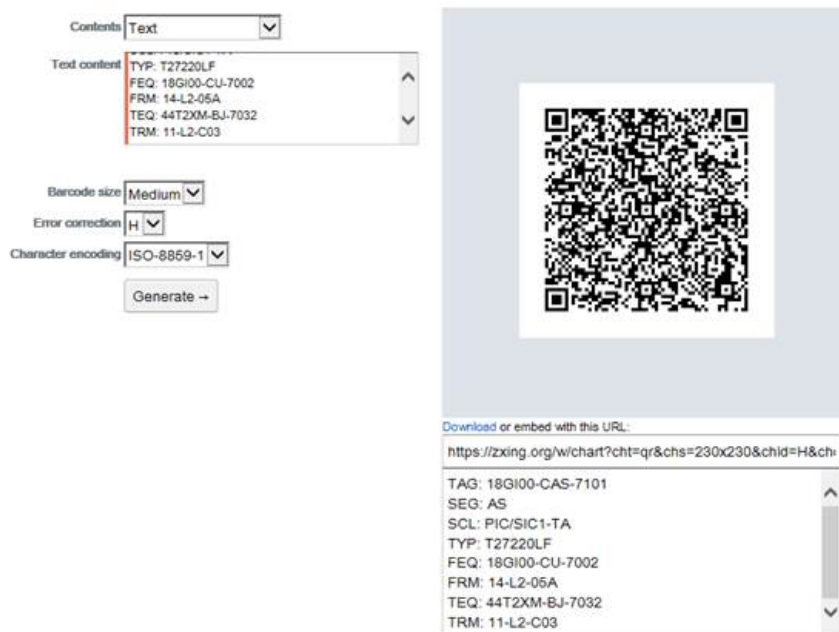 Contents Text
Text content
TYP: T27220LF
FEQ: 18GI00-CU-7002
FRM: 14-L2-05A
TEQ: 44T2XM-BJ-7032
TRM: 11-L2-C03
Barcode size Medium
Error correction H
Character encoding ISO-8859-1
Generate →
Download or embed with this URL:
https://zxing.org/w/chart?cht=qr&chs=230x230&chld=H&ch
TAG: 18GI00-CAS-7101
SEG: AS
SCL: PIC/SIC1-TA
TYP: T27220LF
FEQ: 18GI00-CU-7002
FRM: 14-L2-05A
TEQ: 44T2XM-BJ-7032
TRM: 11-L2-C03